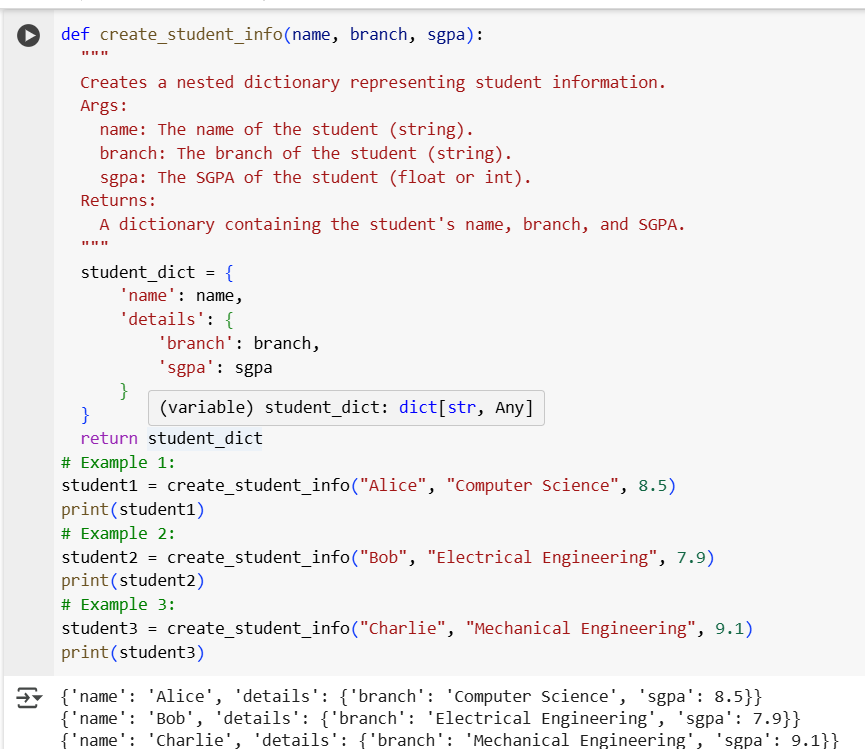 def create_student_info(name, branch, sgpa):
  """
  Creates a nested dictionary representing student information.
  Args:
    name: The name of the student (string).
    branch: The branch of the student (string).
    sgpa: The SGPA of the student (float or int).
  Returns:
    A dictionary containing the student's name, branch, and SGPA.
  """
  student_dict = {
      'name': name,
      'details': {
          'branch': branch,
          'sgpa': sgpa
      }
(variable) student_dict: dict[str, Any]
  }
  return student_dict
# Example 1:
student1 = create_student_info("Alice", "Computer Science", 8.5)
print(student1)
# Example 2:
student2 = create_student_info("Bob", "Electrical Engineering", 7.9)
print(student2)
# Example 3:
student3 = create_student_info("Charlie", "Mechanical Engineering", 9.1)
print(student3)
{'name': 'Alice', 'details': {'branch': 'Computer Science', 'sgpa': 8.5}}
{'name': 'Bob', 'details': {'branch': 'Electrical Engineering', 'sgpa': 7.9}}
{'name': 'Charlie', 'details': {'branch': 'Mechanical Engineering', 'sgpa': 9.1}}